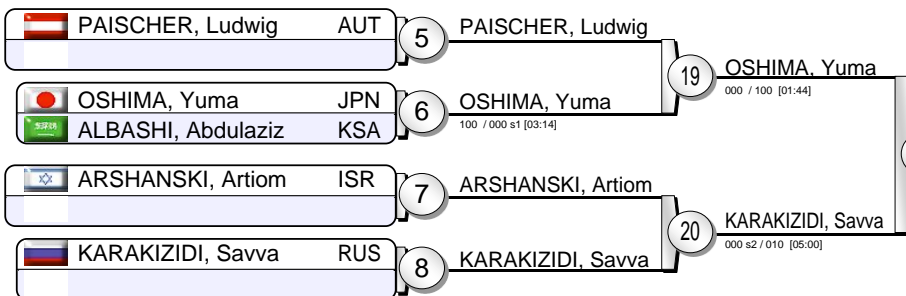 PAISCHER, Ludwig AUT
5
PAISCHER, Ludwig
19
OSHIMA, Yuma
000 / 100 [01:44]
OSHIMA, Yuma JPN
ALBASHI, Abdulaziz KSA
6
OSHIMA, Yuma
100 / 000 s1 [03:14]
ARSHANSKI, Artiom ISR
7
ARSHANSKI, Artiom
20
KARAKIZIDI, Savva
000 s2 / 010 [05:00]
KARAKIZIDI, Savva RUS
8
KARAKIZIDI, Savva